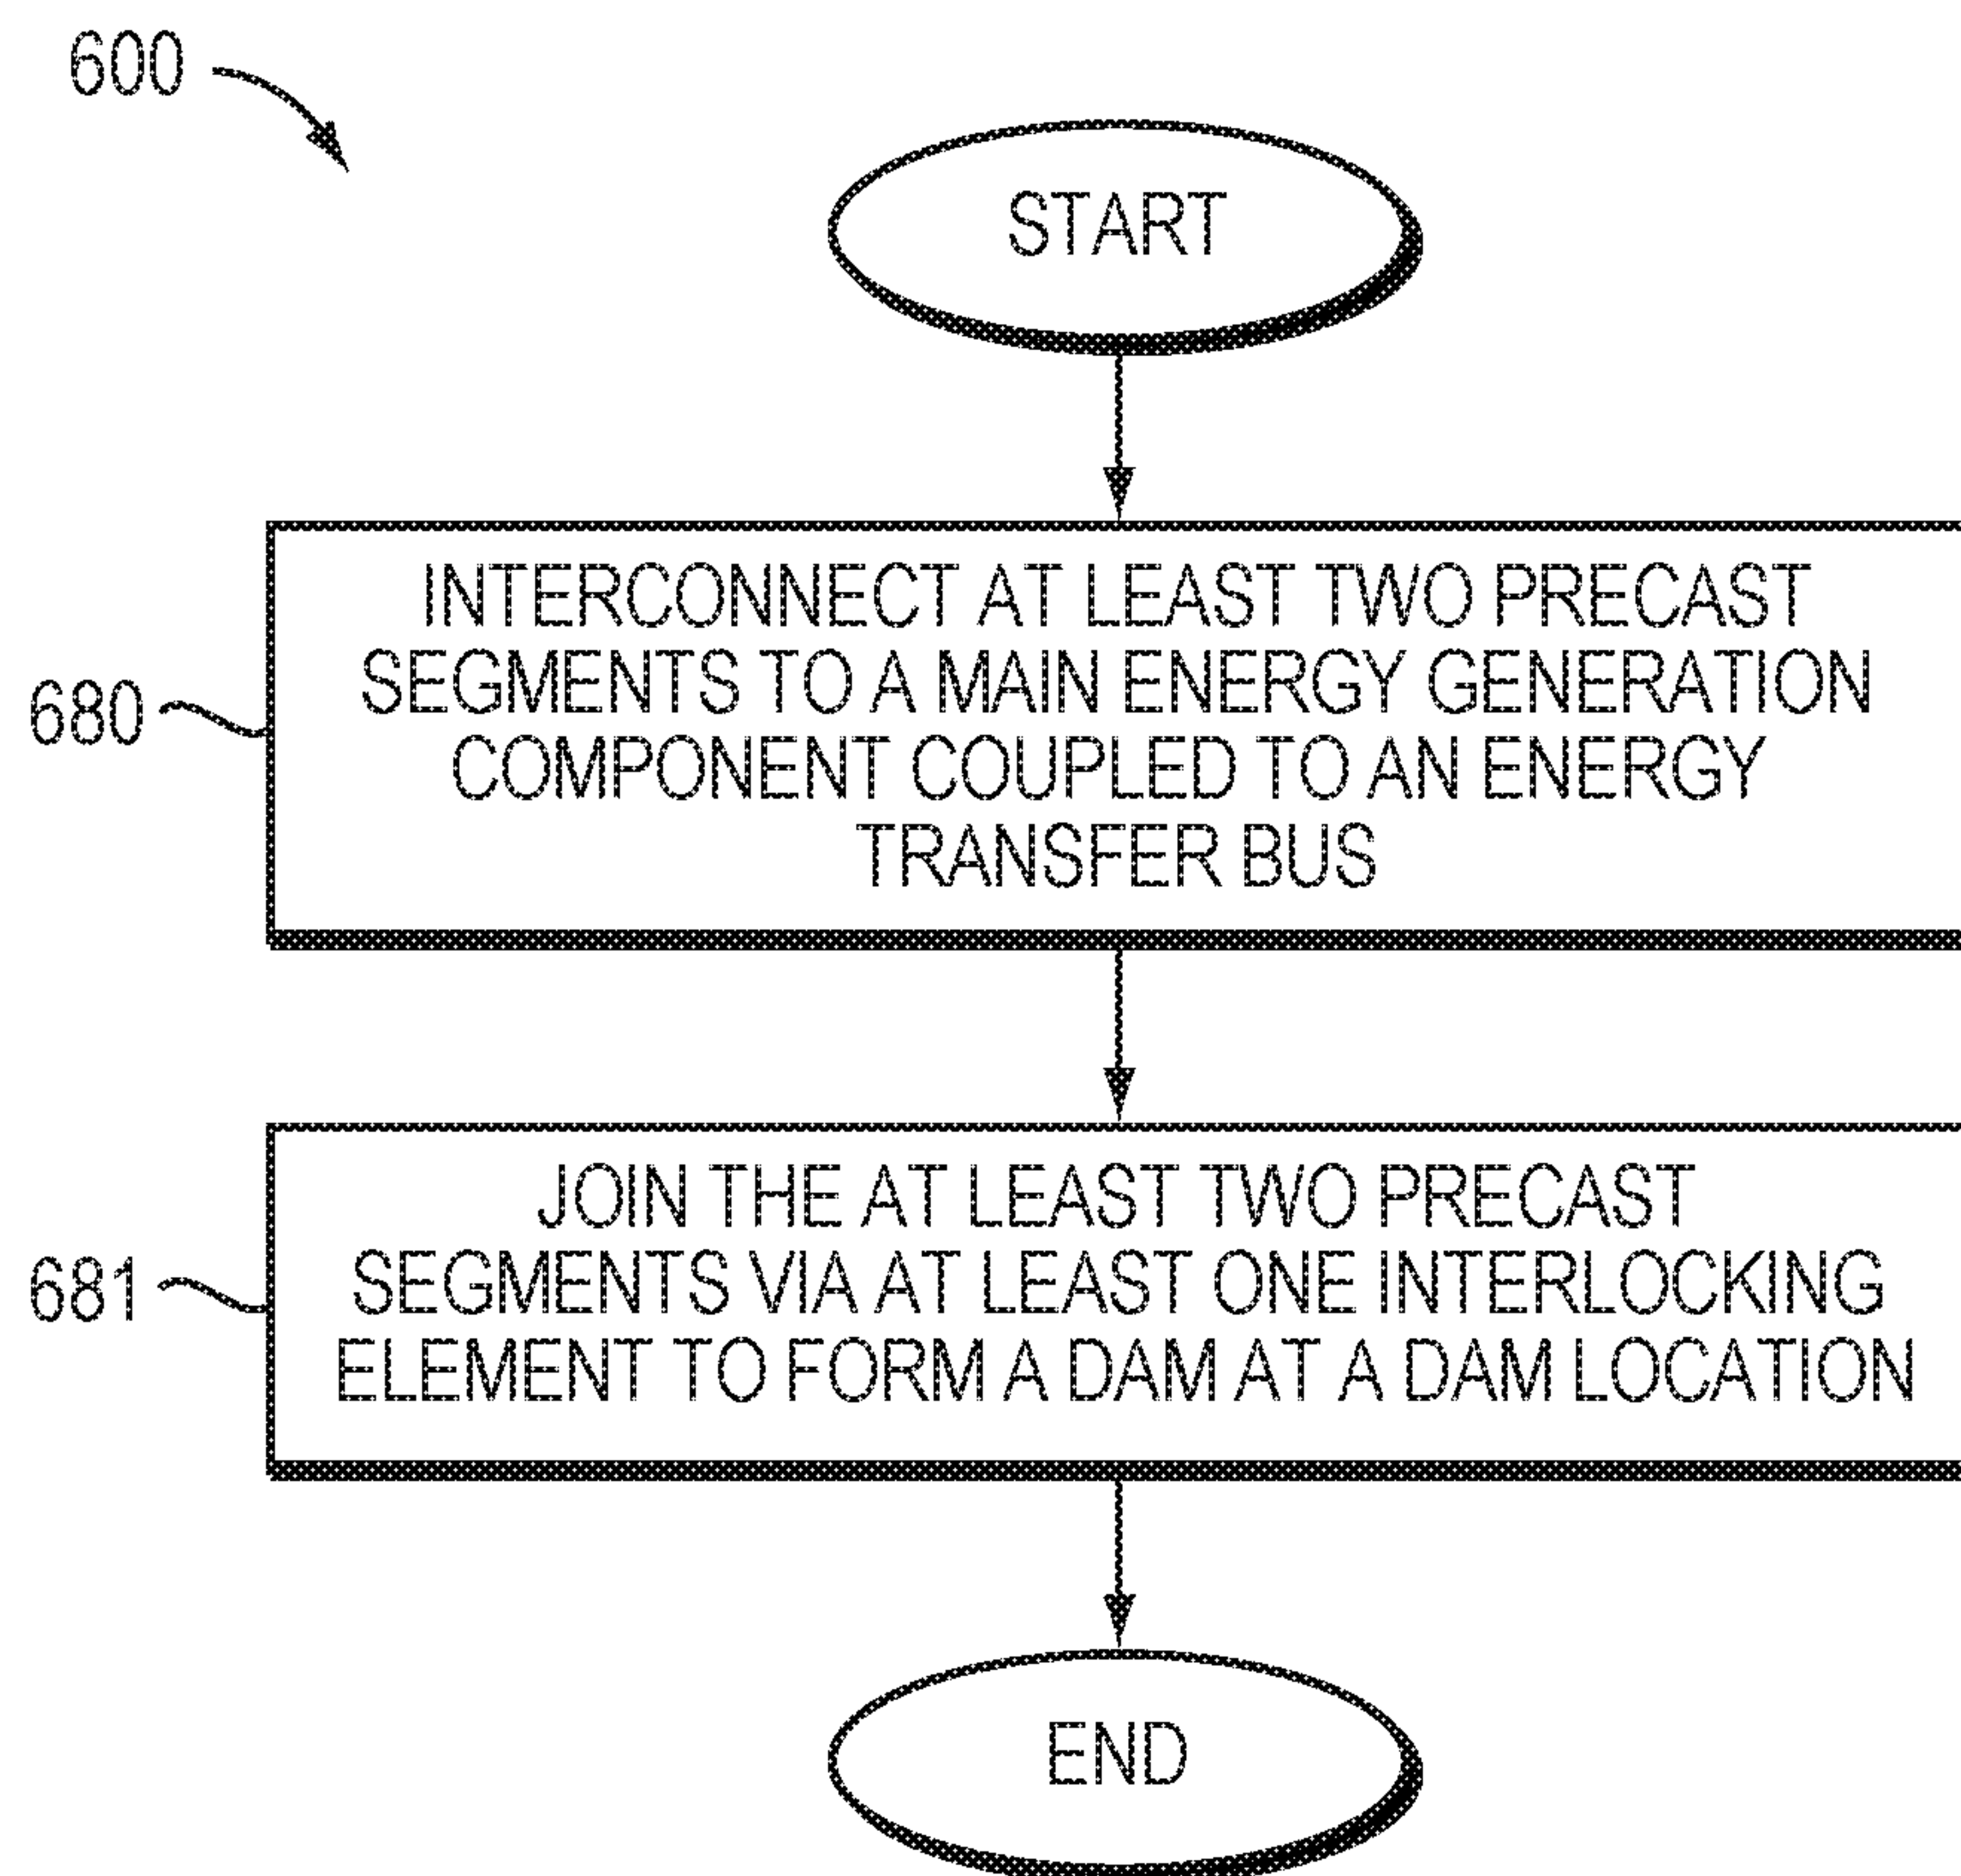 600
START
INTERCONNECT AT LEAST TWO PRECAST
SEGMENTS TO A MAIN ENERGY GENERATION
680
COMPONENT COUPLED TO AN ENERGY
TRANSFER BUS
JOIN THE AT LEAST TWO PRECAST
681
SEGMENTS VIA AT LEAST ONE INTERLOCKING
ELEMENT TO FORM A DAM AT A DAM LOCATION
END